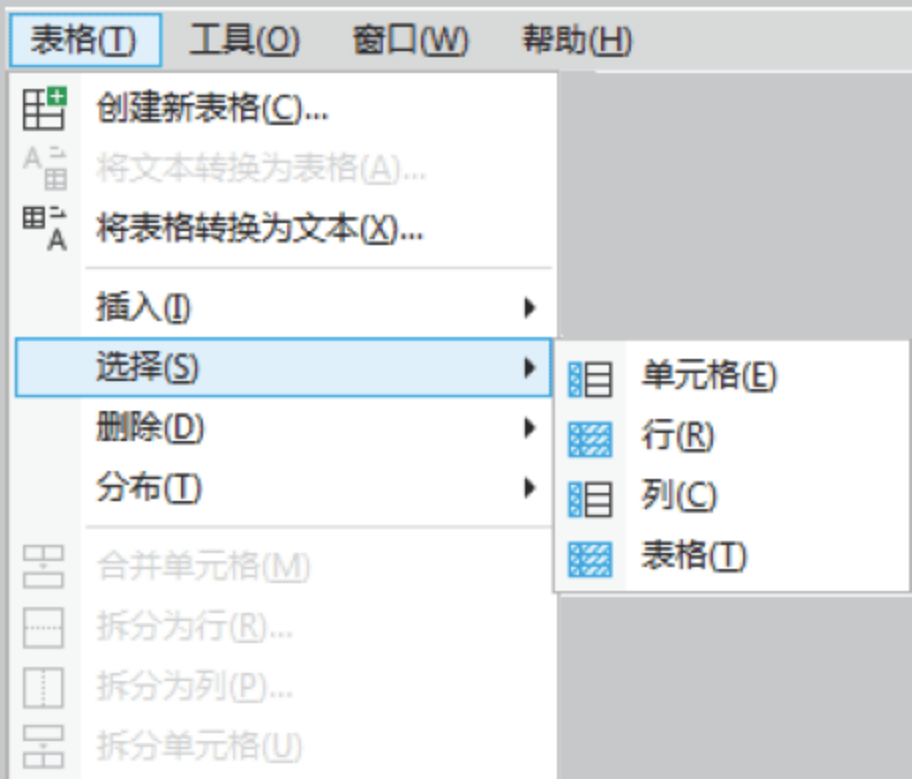 表格(T) 工具(O) 窗口(W) 帮助(H)
创建新表格(C)...
将文本转换为表格(A)...
将表格转换为文本(X)...
插入(I)
选择(S)
删除(D)
分布(T)
合并单元格(M)
拆分为行(R)...
拆分为列(P)...
拆分单元格(U)
单元格(E)
行(R)
列(C)
表格(T)